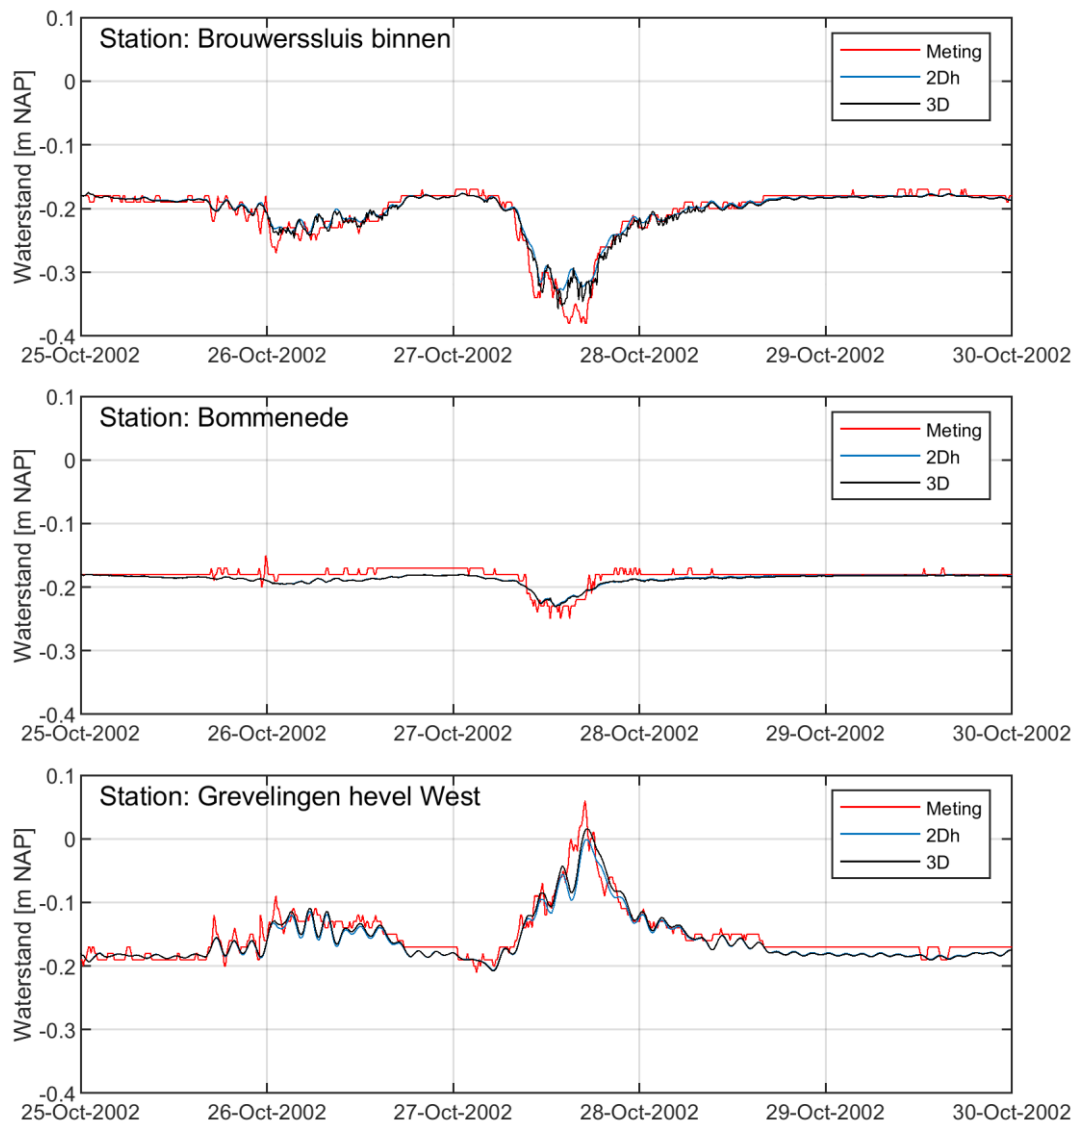 Station: Brouwerssluis binnen
Meting
2Dh
3D
Waterstand [m NAP]
0.1
0
-0.1
-0.2
-0.3
-0.4
25-Oct-2002 26-Oct-2002 27-Oct-2002 28-Oct-2002 29-Oct-2002 30-Oct-2002
Station: Bommenede
Meting
2Dh
3D
Waterstand [m NAP]
0.1
0
-0.1
-0.2
-0.3
-0.4
25-Oct-2002 26-Oct-2002 27-Oct-2002 28-Oct-2002 29-Oct-2002 30-Oct-2002
Station: Grevelingen hevel West
Meting
2Dh
3D
Waterstand [m NAP]
0.1
0
-0.1
-0.2
-0.3
-0.4
25-Oct-2002 26-Oct-2002 27-Oct-2002 28-Oct-2002 29-Oct-2002 30-Oct-2002